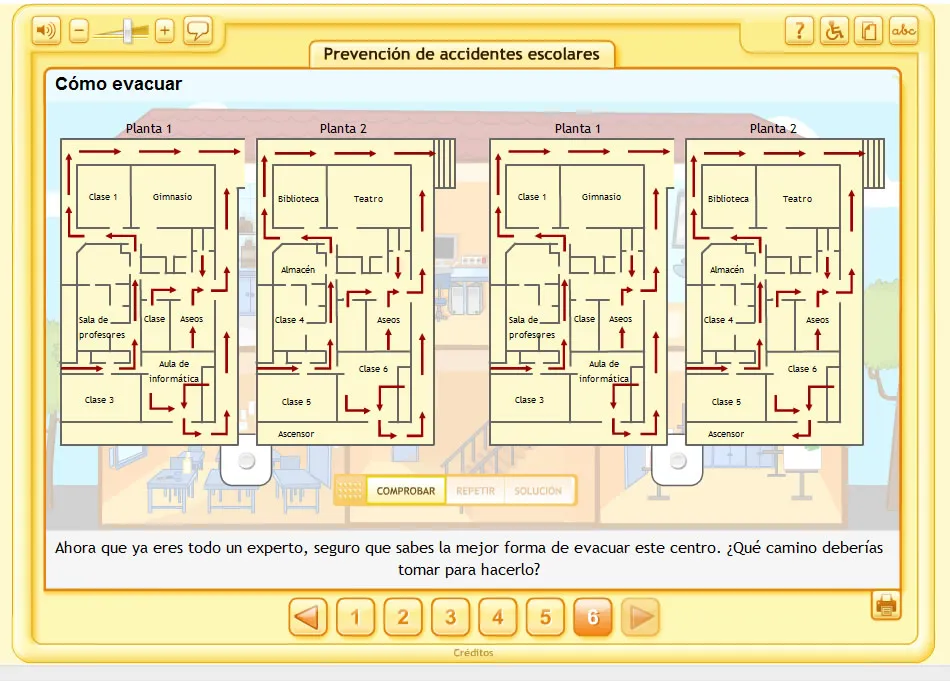 ? abc
Prevención de accidentes escolares
Cómo evacuar
Planta 1
Planta 2
Planta 1
Planta 2
Clase 1
Gimnasio
Sala de
profesores
Clase
Aseos
Aula de
informática
Clase 3
Biblioteca
Teatro
Almacén
Clase 4
Aseos
Clase 6
Clase 5
Ascensor
Clase 1
Gimnasio
Sala de
profesores
Clase
Aseos
Aula de
informática
Clase 3
Biblioteca
Teatro
Almacén
Clase 4
Aseos
Clase 6
Clase 5
Ascensor
COMPROBAR REPETIR SOLUCIÓN
Ahora que ya eres todo un experto, seguro que sabes la mejor forma de evacuar este centro. ¿Qué camino deberías
tomar para hacerlo?
1 2 3 4 5 6
Créditos